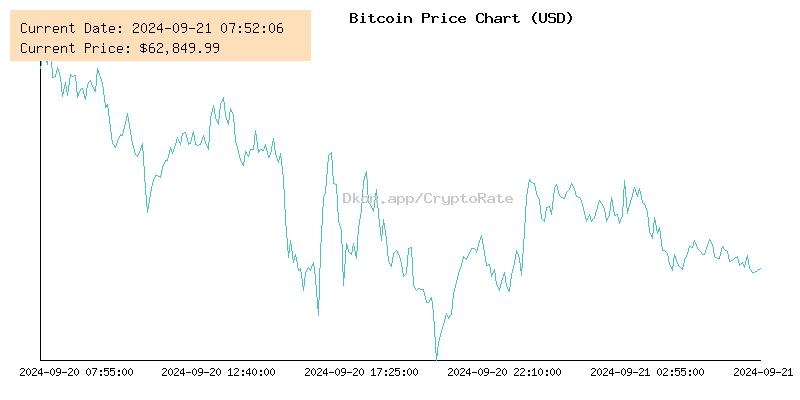 Bitcoin Price Chart (USD)
Current Date: 2024-09-21 07:52:06
Current Price: $62,849.99
Dkon.app/CryptoRate
2024-09-20 07:55:00
2024-09-20 12:40:00
2024-09-20 17:25:00
2024-09-20 22:10:00
2024-09-21 02:55:00
2024-09-21